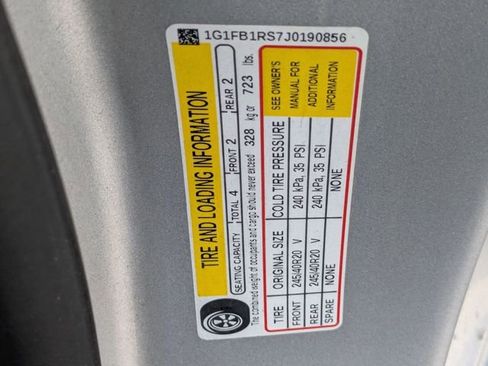 1G1FB1RS7J0190856
TIRE AND LOADING INFORMATION
SEATING CAPACITY TOTAL 4 FRONT 2 REAR 2
The combined weight of occupants and cargo should never exceed 328 kg or 723 lbs.
TIRE ORIGINAL SIZE COLD TIRE PRESSURE
FRONT 245/40R20 V 240 kPa, 35 PSI
REAR 245/40R20 V 240 kPa, 35 PSI
SPARE NONE NONE
SEE OWNER'S
MANUAL FOR
ADDITIONAL
INFORMATION